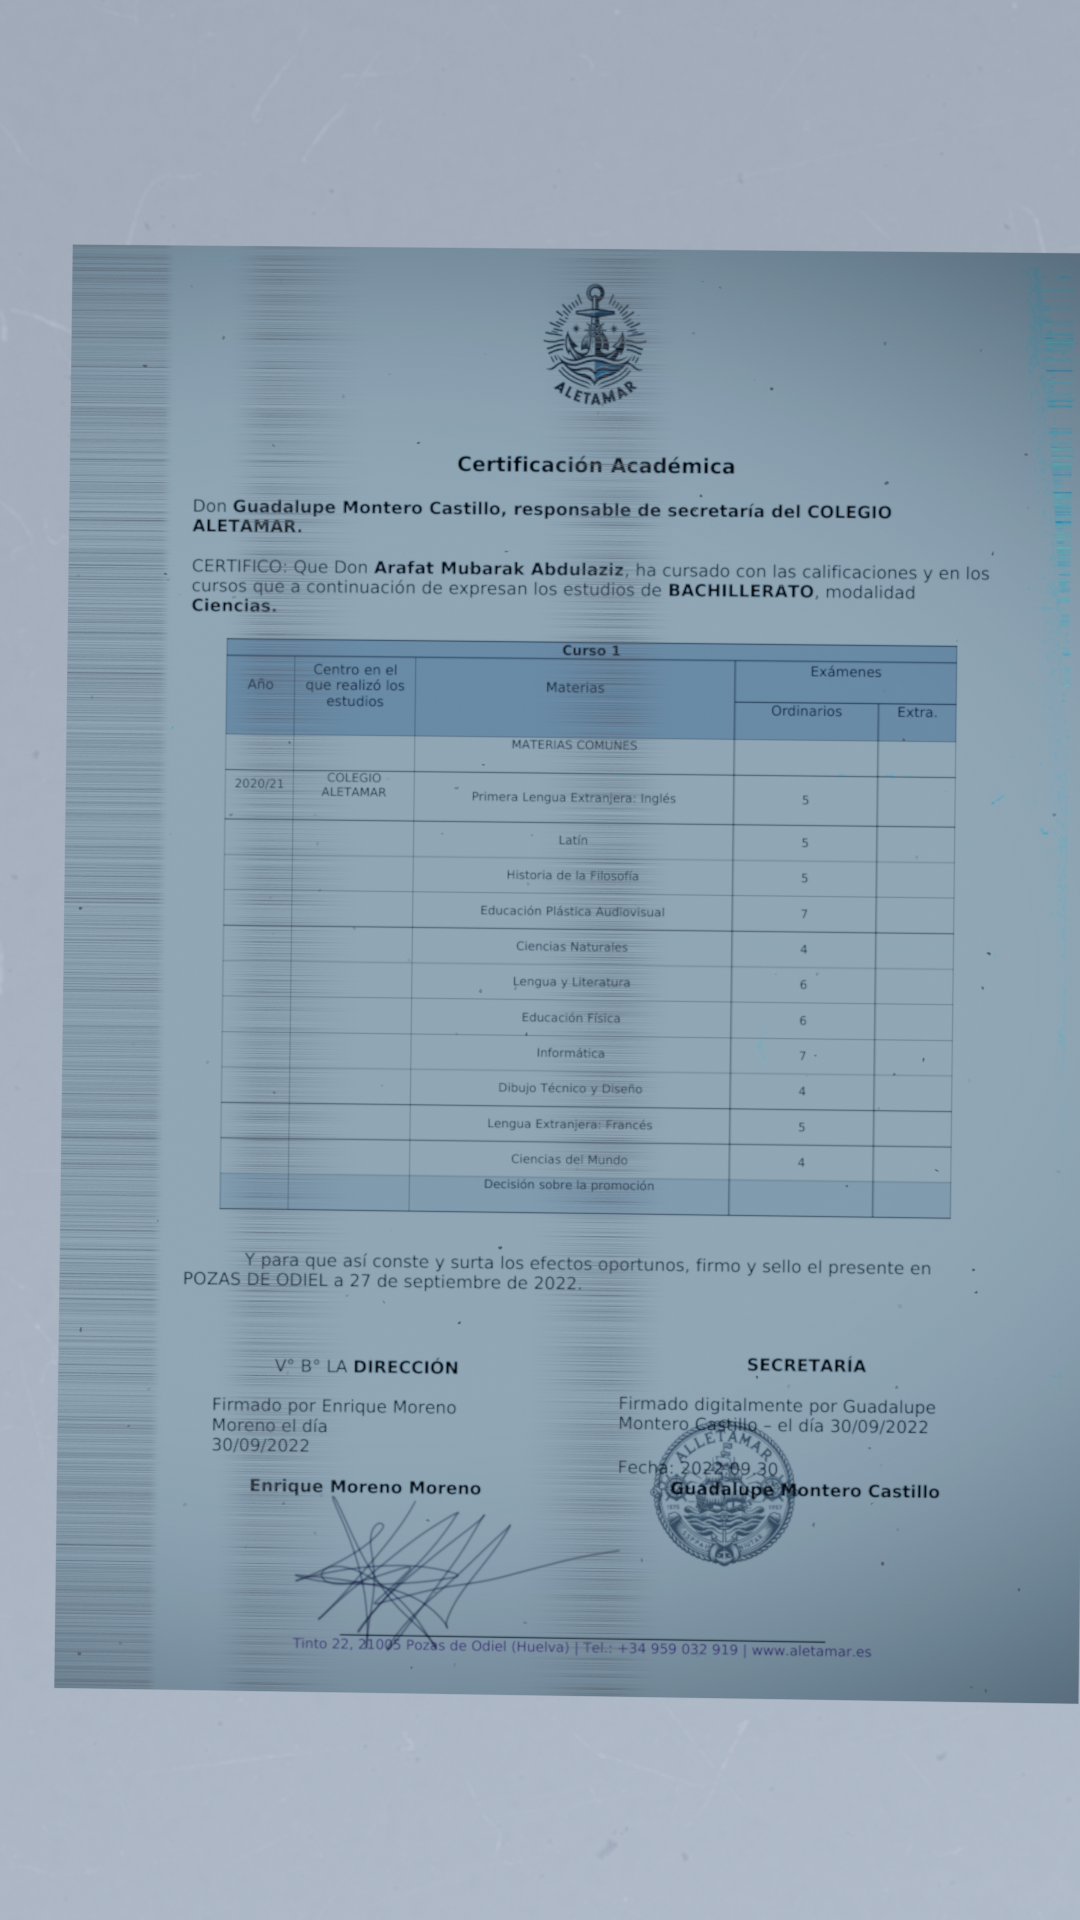 ALETAMAR
Certificación Académica
Don Guadalupe Montero Castillo, responsable de secretaría del COLEGIO
ALETAMAR.
CERTIFICO: Que Don Arafat Mubarak Abdulaziz, ha cursado con las calificaciones y en los
cursos que a continuación de expresan los estudios de BACHILLERATO, modalidad
Ciencias.
Curso 1
Año Centro en el que realizó los estudios Materias Exámenes
Ordinarios Extra.
MATERIAS COMUNES
2020/21 COLEGIO ALETAMAR Primera Lengua Extranjera: Inglés 5
Latín 5
Historia de la Filosofía 5
Educación Plástica Audiovisual 7
Ciencias Naturales 4
Lengua y Literatura 6
Educación Física 6
Informática 7
Dibujo Técnico y Diseño 4
Lengua Extranjera: Francés 5
Ciencias del Mundo 4
Decisión sobre la promoción
Y para que así conste y surta los efectos oportunos, firmo y sello el presente en
POZAS DE ODIEL a 27 de septiembre de 2022.
V° B° LA DIRECCIÓN
Firmado por Enrique Moreno
Moreno el día
30/09/2022
Enrique Moreno Moreno
SECRETARÍA
Firmado digitalmente por Guadalupe
Montero Castillo – el día 30/09/2022
Fecha: 2022.09.30
Guadalupe Montero Castillo
ALLETAMAR
Tinto 22, 21005 Pozas de Odiel (Huelva) | Tel.: +34 959 032 919 | www.aletamar.es